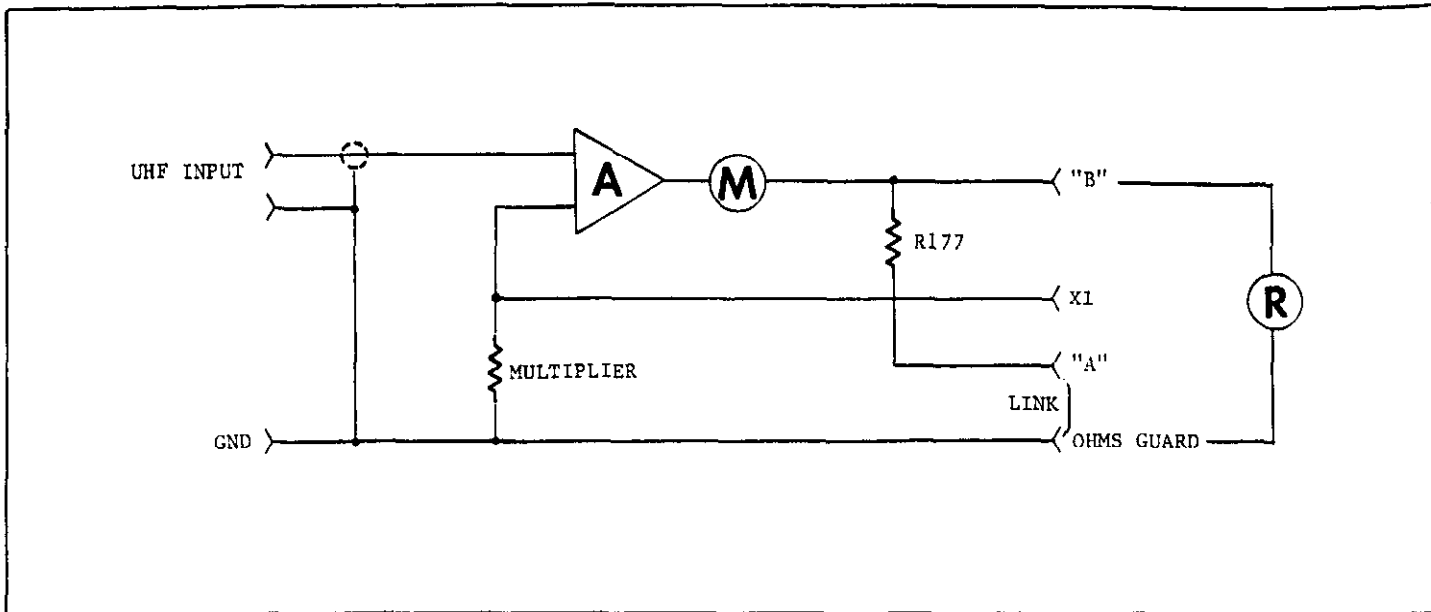 UHF INPUT
A
M
"B"
R177
X1
R
MULTIPLIER
"A"
LINK
GND
OHMS GUARD